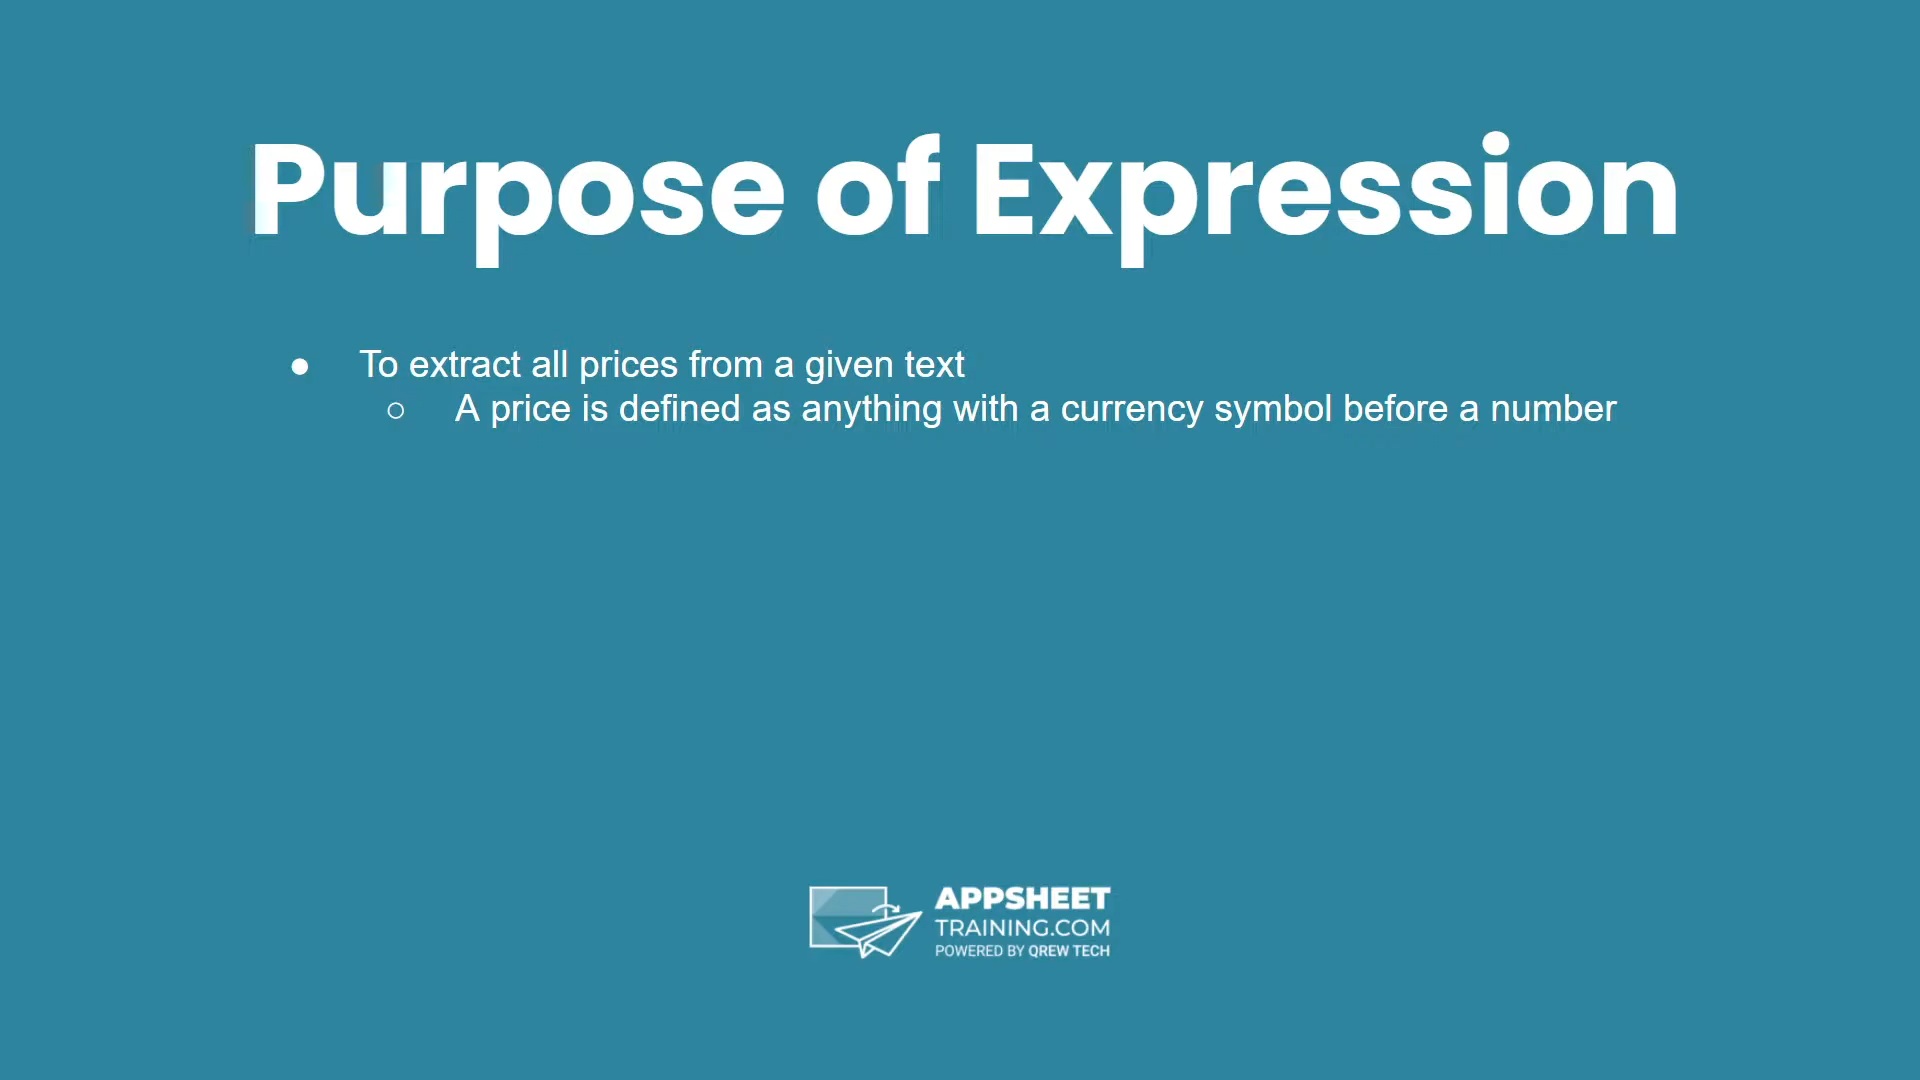 Purpose of Expression
● To extract all prices from a given text
○ A price is defined as anything with a currency symbol before a number
APPSHEET
TRAINING.COM
POWERED BY QREW TECH